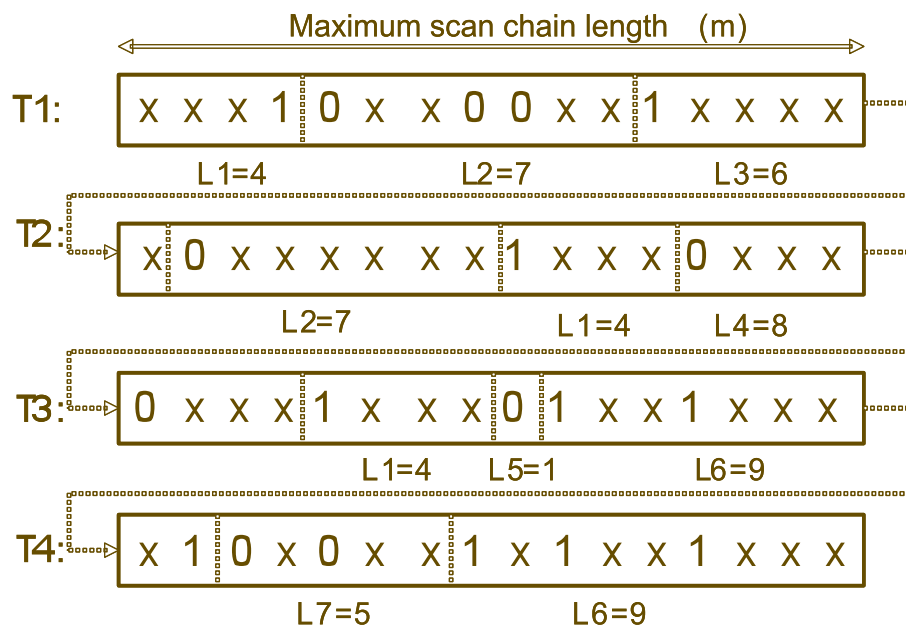 Maximum scan chain length (m)
T1: x x x 1 0 x x 0 0 x x 1 x x x x
L1=4 L2=7 L3=6
T2: x 0 x x x x x x 1 x x x 0 x x x
L2=7 L1=4 L4=8
T3: 0 x x x 1 x x x 0 1 x x 1 x x x
L1=4 L5=1 L6=9
T4: x 1 0 x 0 x x 1 x 1 x x 1 x x x
L7=5 L6=9